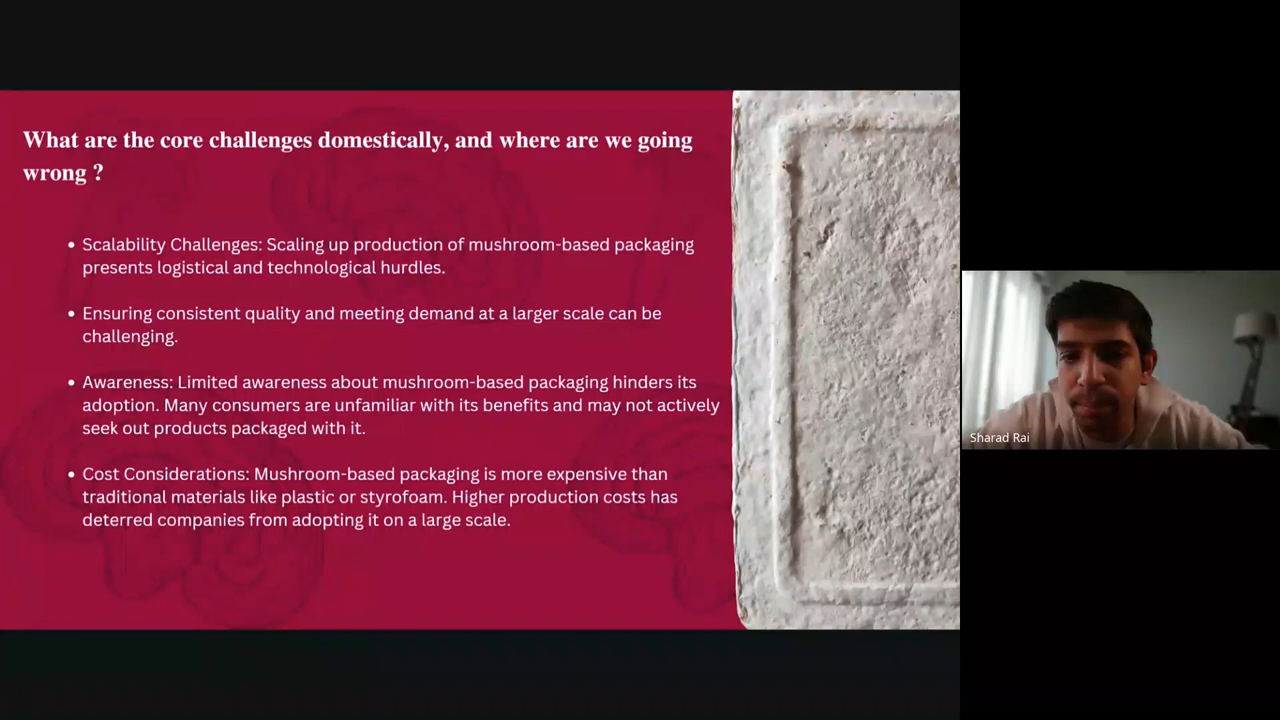 What are the core challenges domestically, and where are we going
wrong ?
• Scalability Challenges: Scaling up production of mushroom-based packaging
presents logistical and technological hurdles.
• Ensuring consistent quality and meeting demand at a larger scale can be
challenging.
• Awareness: Limited awareness about mushroom-based packaging hinders its
adoption. Many consumers are unfamiliar with its benefits and may not actively
seek out products packaged with it.
• Cost Considerations: Mushroom-based packaging is more expensive than
traditional materials like plastic or styrofoam. Higher production costs has
deterred companies from adopting it on a large scale.
Sharad Rai